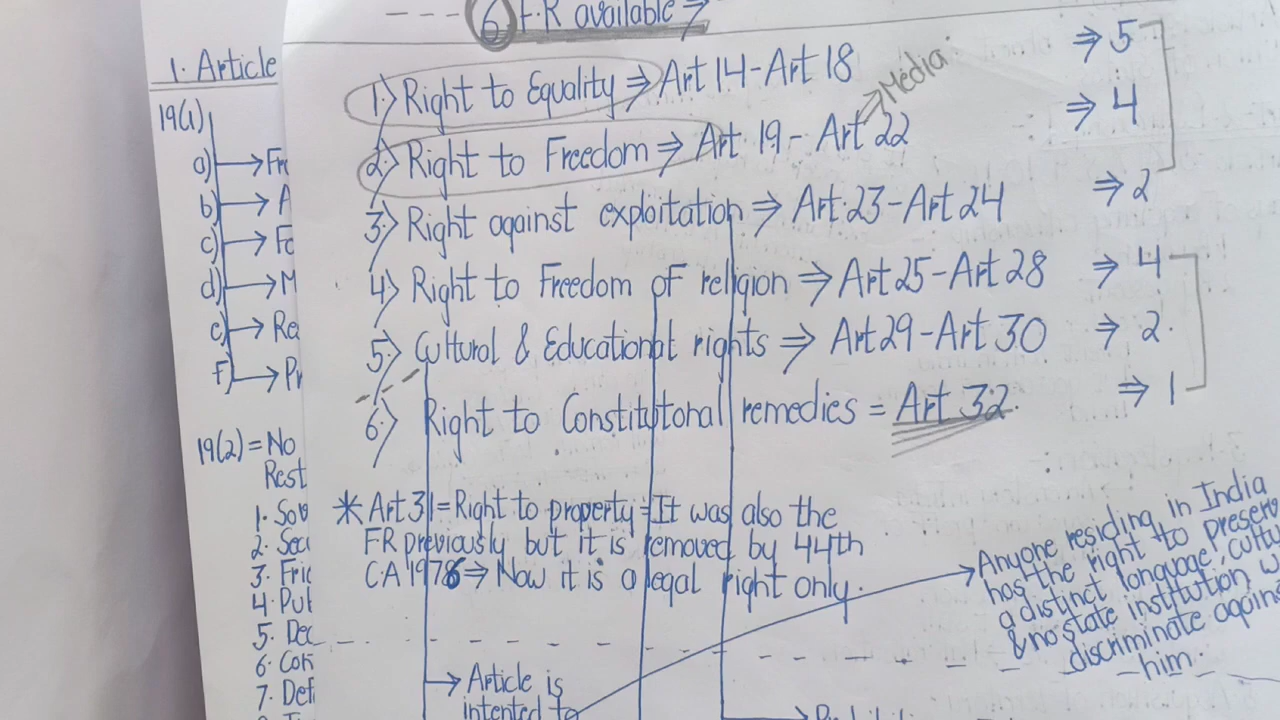 6 F.R available ⇒
1) Right to Equality ⇒ Art 14 - Art 18 ⇒ 5
Media
2) Right to Freedom ⇒ Art 19 - Art 22 ⇒ 4
3) Right against exploitation ⇒ Art 23 - Art 24 ⇒ 2
4) Right to Freedom of religion ⇒ Art 25 - Art 28 ⇒ 4
5) Cultural & Educational rights ⇒ Art 29 - Art 30 ⇒ 2
6) Right to Constitutonal remedies = Art 32. ⇒ 1
* Art 31 = Right to property = It was also the
FR previously but it is removed by 44th
CA 1978 ⇒ Now it is a legal right only.
Anyone residing in India
has the right to
a distinct language,
& no state institution
discriminate
him.
→ Article is
intented to
1. Article
19(1)
a) →
b) → A
c) →
d) → M
e) →
f) →
19(2) = No
1.
2.
3.
4.
5.
6.
7.